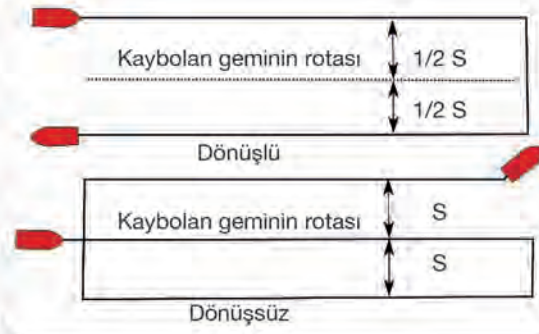 Kaybolan geminin rotası
1/2 S
1/2 S
Dönüşlü
Kaybolan geminin rotası
S
S
Dönüşsüz